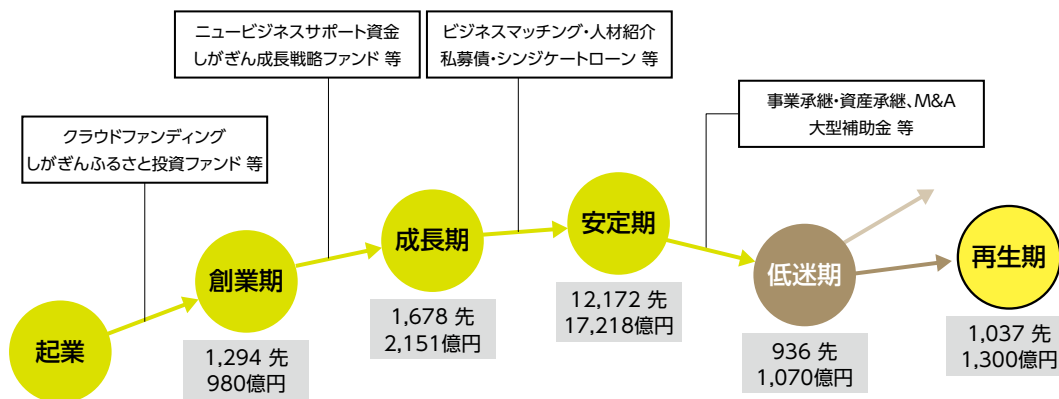 ニュービジネスサポート資金
しがぎん成長戦略ファンド 等
ビジネスマッチング・人材紹介
私募債・シンジケートローン 等
事業承継・資産承継、M&A
大型補助金 等
クラウドファンディング
しがぎんふるさと投資ファンド 等
起業
創業期
1,294 先
980億円
成長期
1,678 先
2,151億円
安定期
12,172 先
17,218億円
低迷期
936 先
1,070億円
再生期
1,037 先
1,300億円